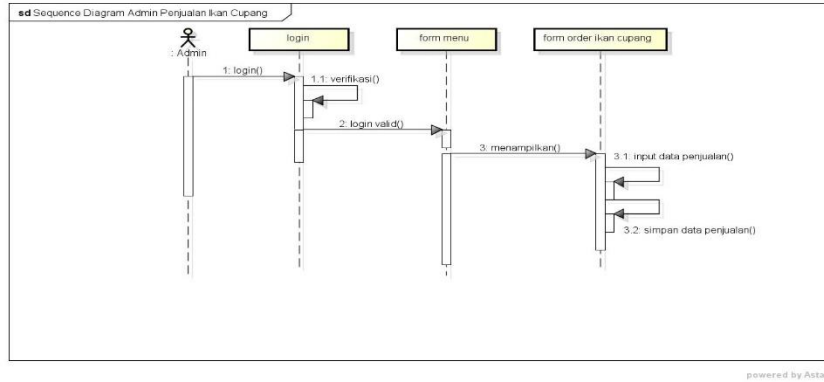 sd Sequence Diagram Admin Penjualan Ikan Cupang
: Admin
login
form menu
form order ikan cupang
1: login()
1.1: verifikasi()
2: login valid()
3: menampilkan()
3.1: input data penjualan()
3.2: simpan data penjualan()
powered by Asta